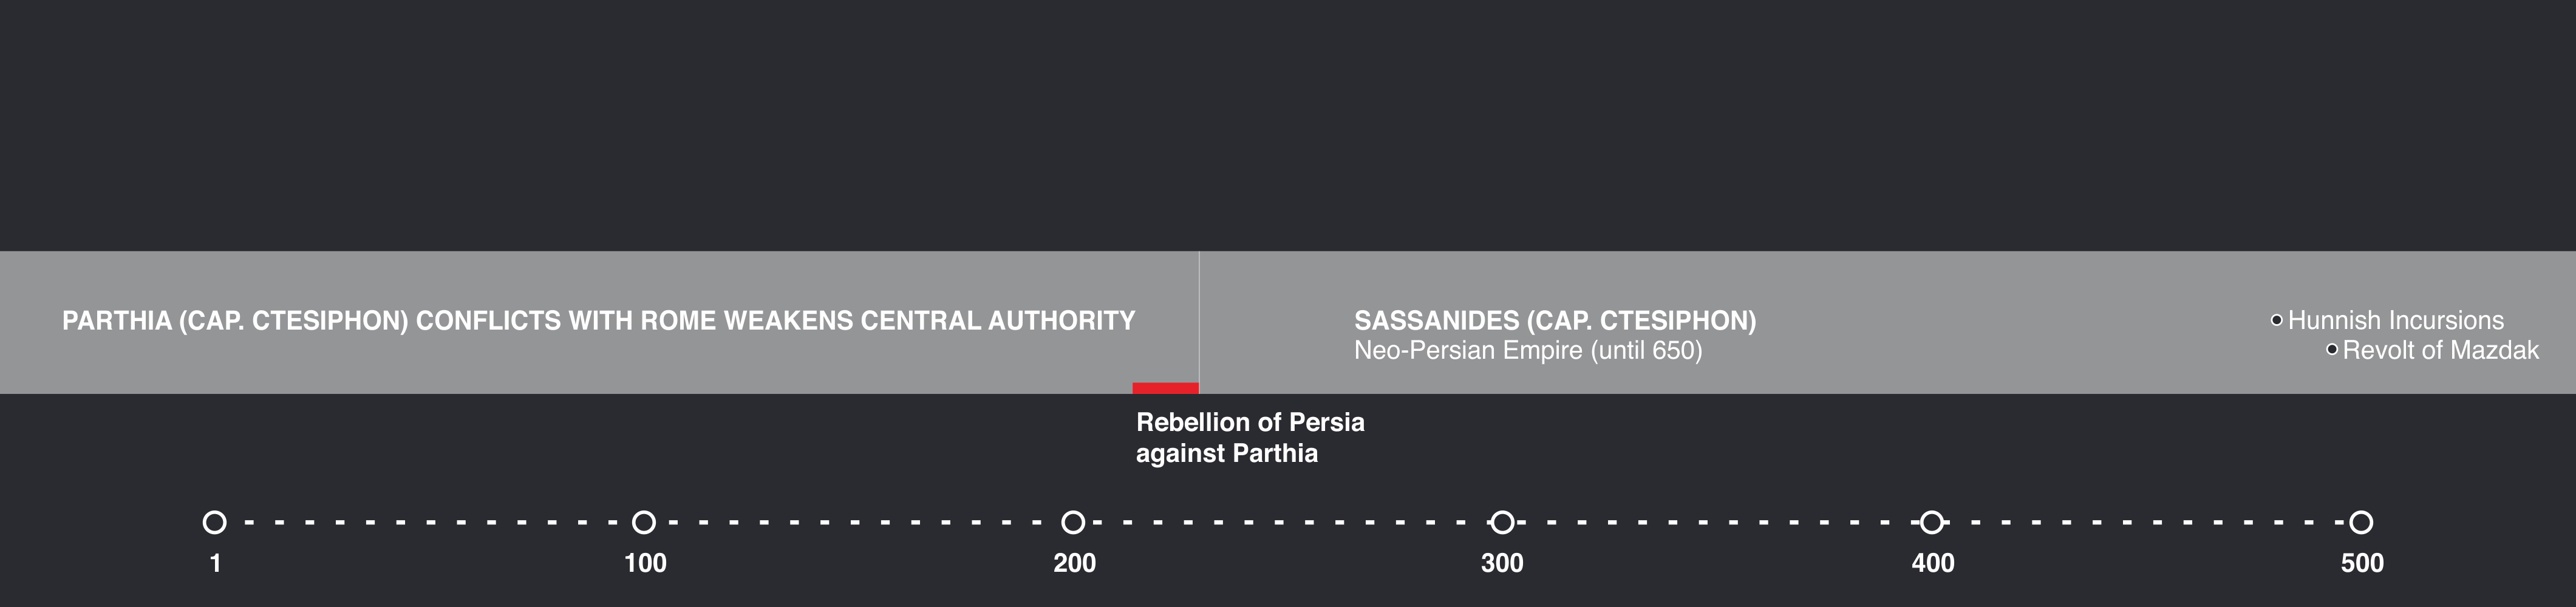 PARTHIA (CAP. CTESIPHON) CONFLICTS WITH ROME WEAKENS CENTRAL AUTHORITY
SASSANIDES (CAP. CTESIPHON)
Neo-Persian Empire (until 650)
Hunnish Incursions
Revolt of Mazdak
Rebellion of Persia
against Parthia
1
100
200
300
400
500